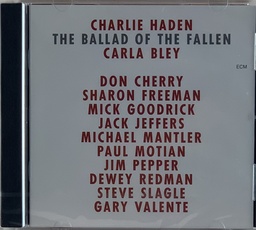 CHARLIE HADEN
THE BALLAD OF THE FALLEN
CARLA BLEY
ECM
DON CHERRY
SHARON FREEMAN
MICK GOODRICK
JACK JEFFERS
MICHAEL MANTLER
PAUL MOTIAN
JIM PEPPER
DEWEY REDMAN
STEVE SLAGLE
GARY VALENTE